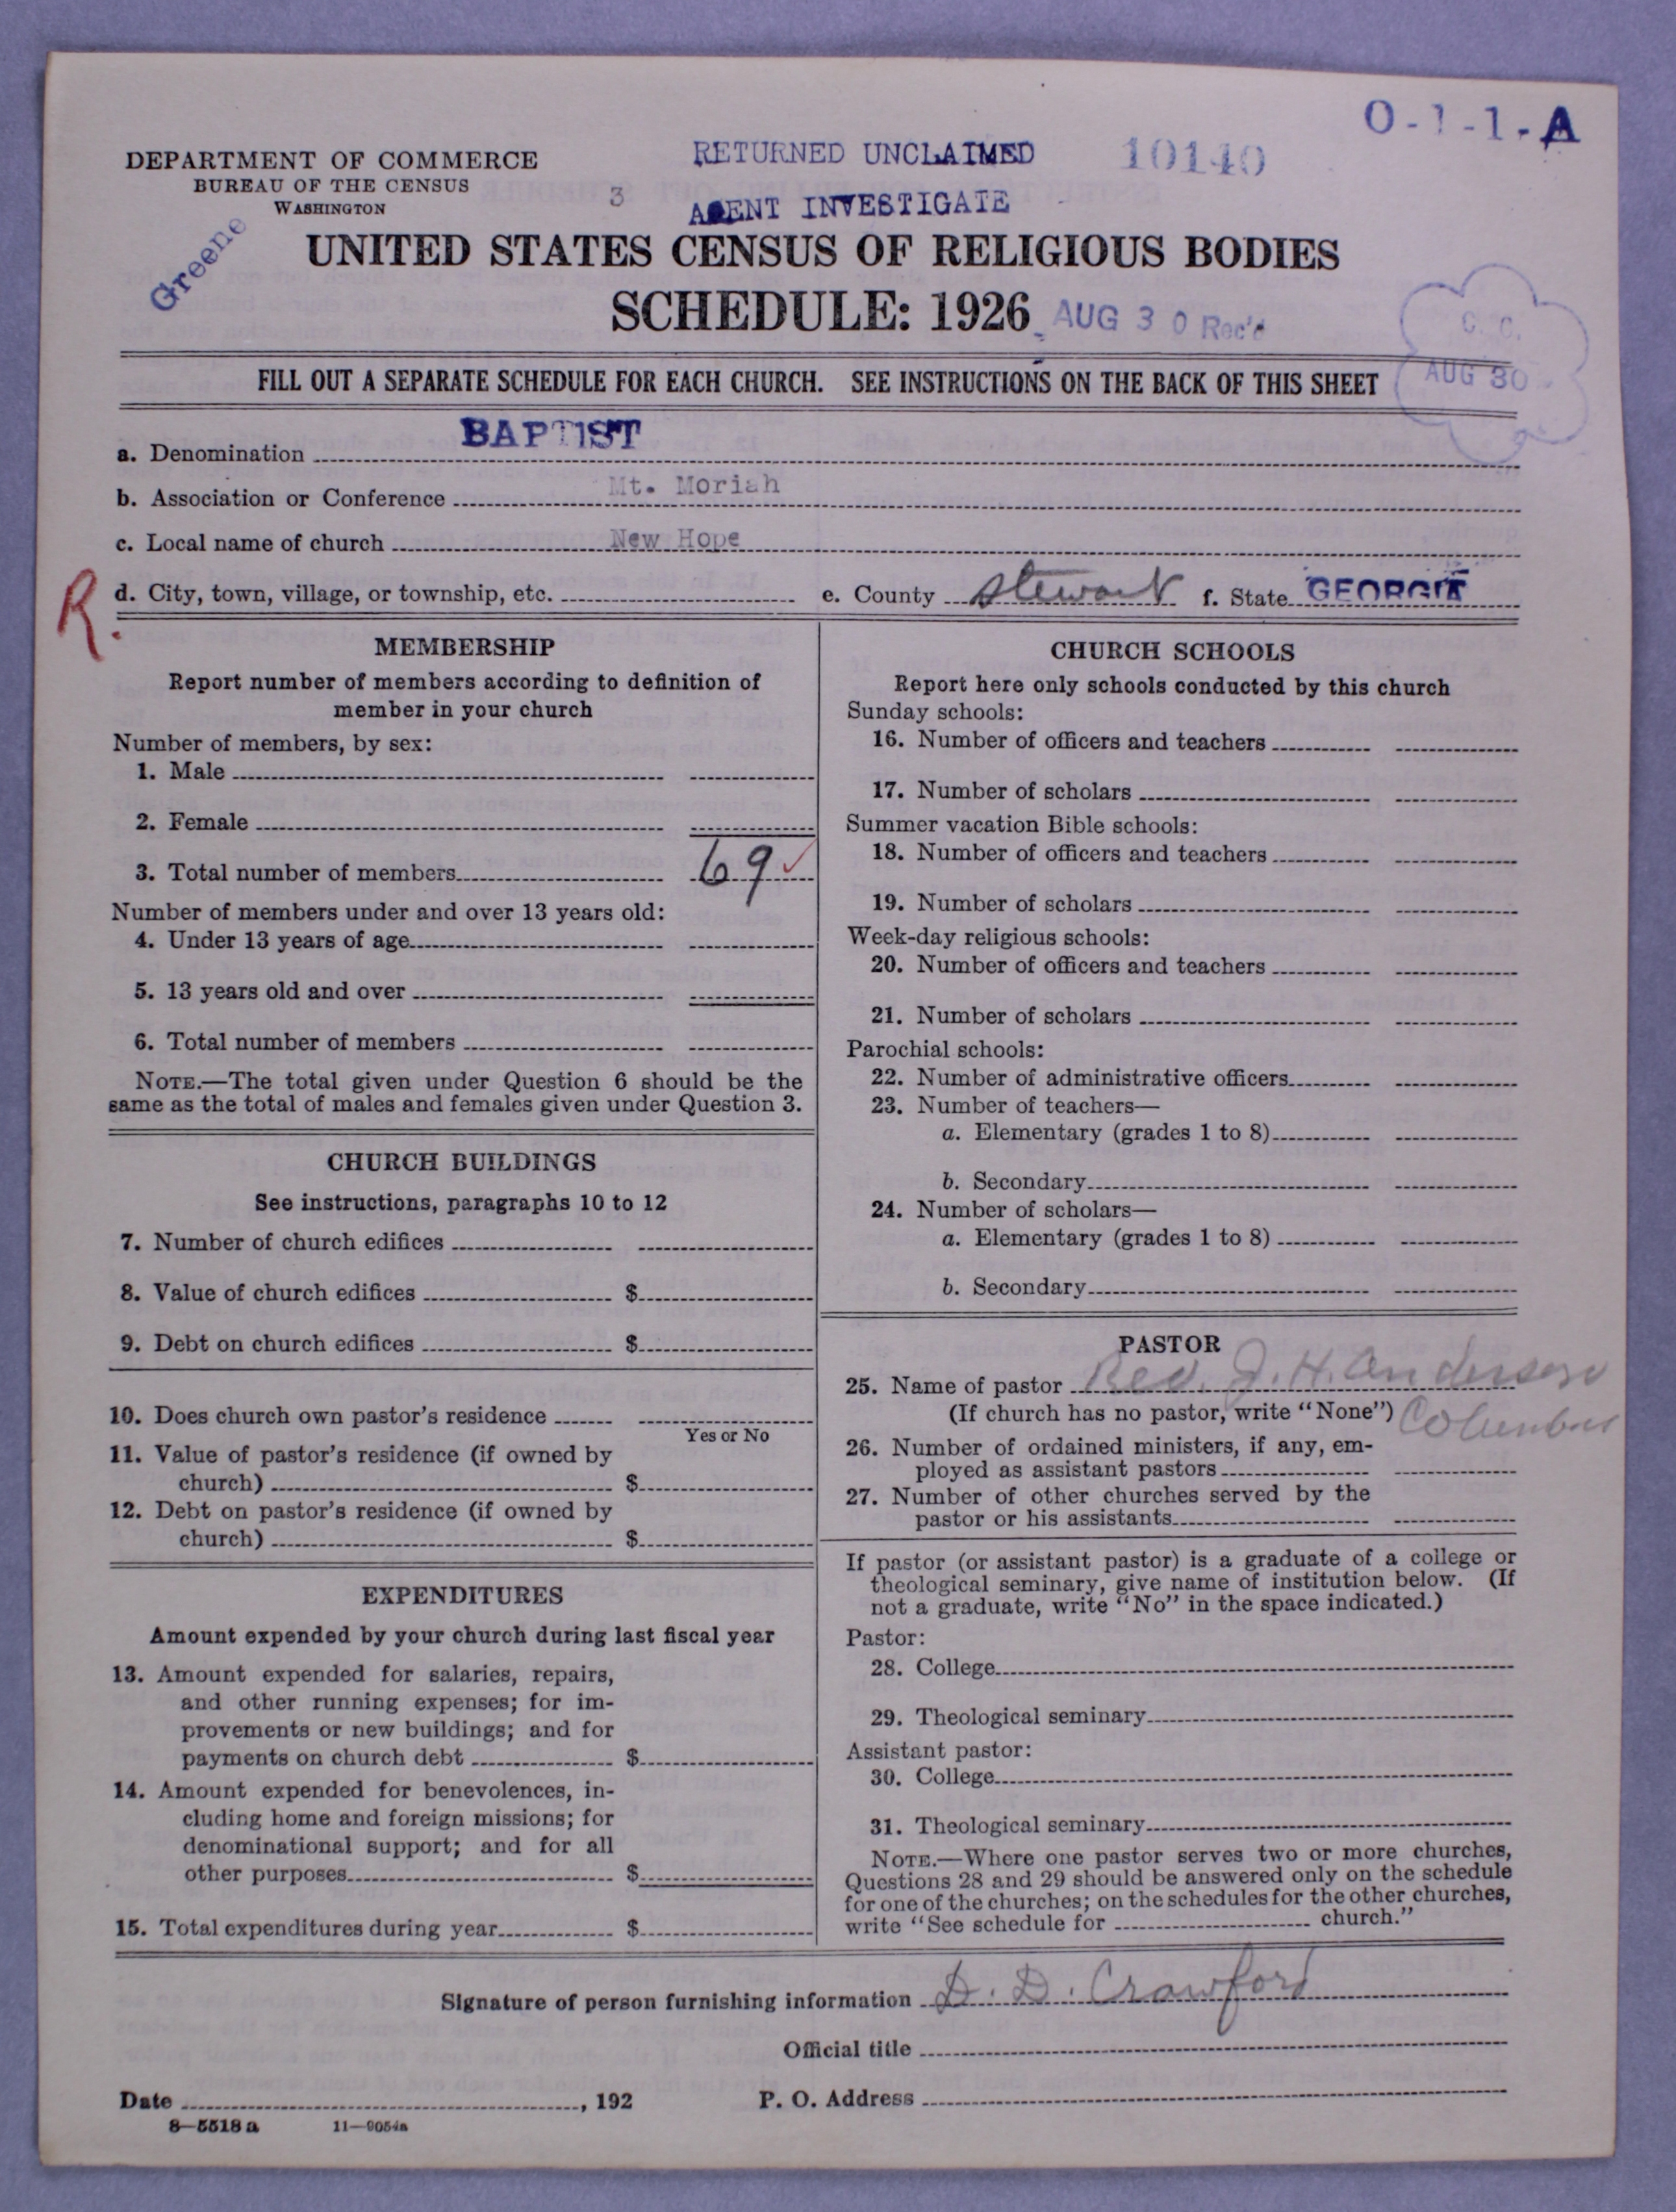 O-1-1-A
DEPARTMENT OF COMMERCE
BUREAU OF THE CENSUS
WASHINGTON
RETURNED UNCLAIMED
10140
3
AGENT INVESTIGATE
Greene
UNITED STATES CENSUS OF RELIGIOUS BODIES
SCHEDULE: 1926
AUG 30 Rec'd
C. C.
AUG 30
FILL OUT A SEPARATE SCHEDULE FOR EACH CHURCH. SEE INSTRUCTIONS ON THE BACK OF THIS SHEET
a. Denomination BAPTIST
b. Association or Conference Mt. Moriah
c. Local name of church New Hope
R.
d. City, town, village, or township, etc. e. County Stewart f. State GEORGIA
MEMBERSHIP
Report number of members according to definition of
member in your church
Number of members, by sex:
1. Male
2. Female
3. Total number of members 69 ✓
Number of members under and over 13 years old:
4. Under 13 years of age
5. 13 years old and over
6. Total number of members
NOTE.—The total given under Question 6 should be the
same as the total of males and females given under Question 3.
CHURCH BUILDINGS
See instructions, paragraphs 10 to 12
7. Number of church edifices
8. Value of church edifices $
9. Debt on church edifices $
10. Does church own pastor's residence
Yes or No
11. Value of pastor's residence (if owned by
church) $
12. Debt on pastor's residence (if owned by
church) $
EXPENDITURES
Amount expended by your church during last fiscal year
13. Amount expended for salaries, repairs,
and other running expenses; for im-
provements or new buildings; and for
payments on church debt $
14. Amount expended for benevolences, in-
cluding home and foreign missions; for
denominational support; and for all
other purposes $
15. Total expenditures during year $
CHURCH SCHOOLS
Report here only schools conducted by this church
Sunday schools:
16. Number of officers and teachers
17. Number of scholars
Summer vacation Bible schools:
18. Number of officers and teachers
19. Number of scholars
Week-day religious schools:
20. Number of officers and teachers
21. Number of scholars
Parochial schools:
22. Number of administrative officers
23. Number of teachers—
a. Elementary (grades 1 to 8)
b. Secondary
24. Number of scholars—
a. Elementary (grades 1 to 8)
b. Secondary
PASTOR
25. Name of pastor Rev. J. H. Anderson
(If church has no pastor, write "None") Columbus
26. Number of ordained ministers, if any, em-
ployed as assistant pastors
27. Number of other churches served by the
pastor or his assistants
If pastor (or assistant pastor) is a graduate of a college or
theological seminary, give name of institution below. (If
not a graduate, write "No" in the space indicated.)
Pastor:
28. College
29. Theological seminary
Assistant pastor:
30. College
31. Theological seminary
NOTE.—Where one pastor serves two or more churches,
Questions 28 and 29 should be answered only on the schedule
for one of the churches; on the schedules for the other churches,
write "See schedule for church."
Signature of person furnishing information D. D. Crawford
Official title
Date , 192 P. O. Address
8—5518 a 11—9054a